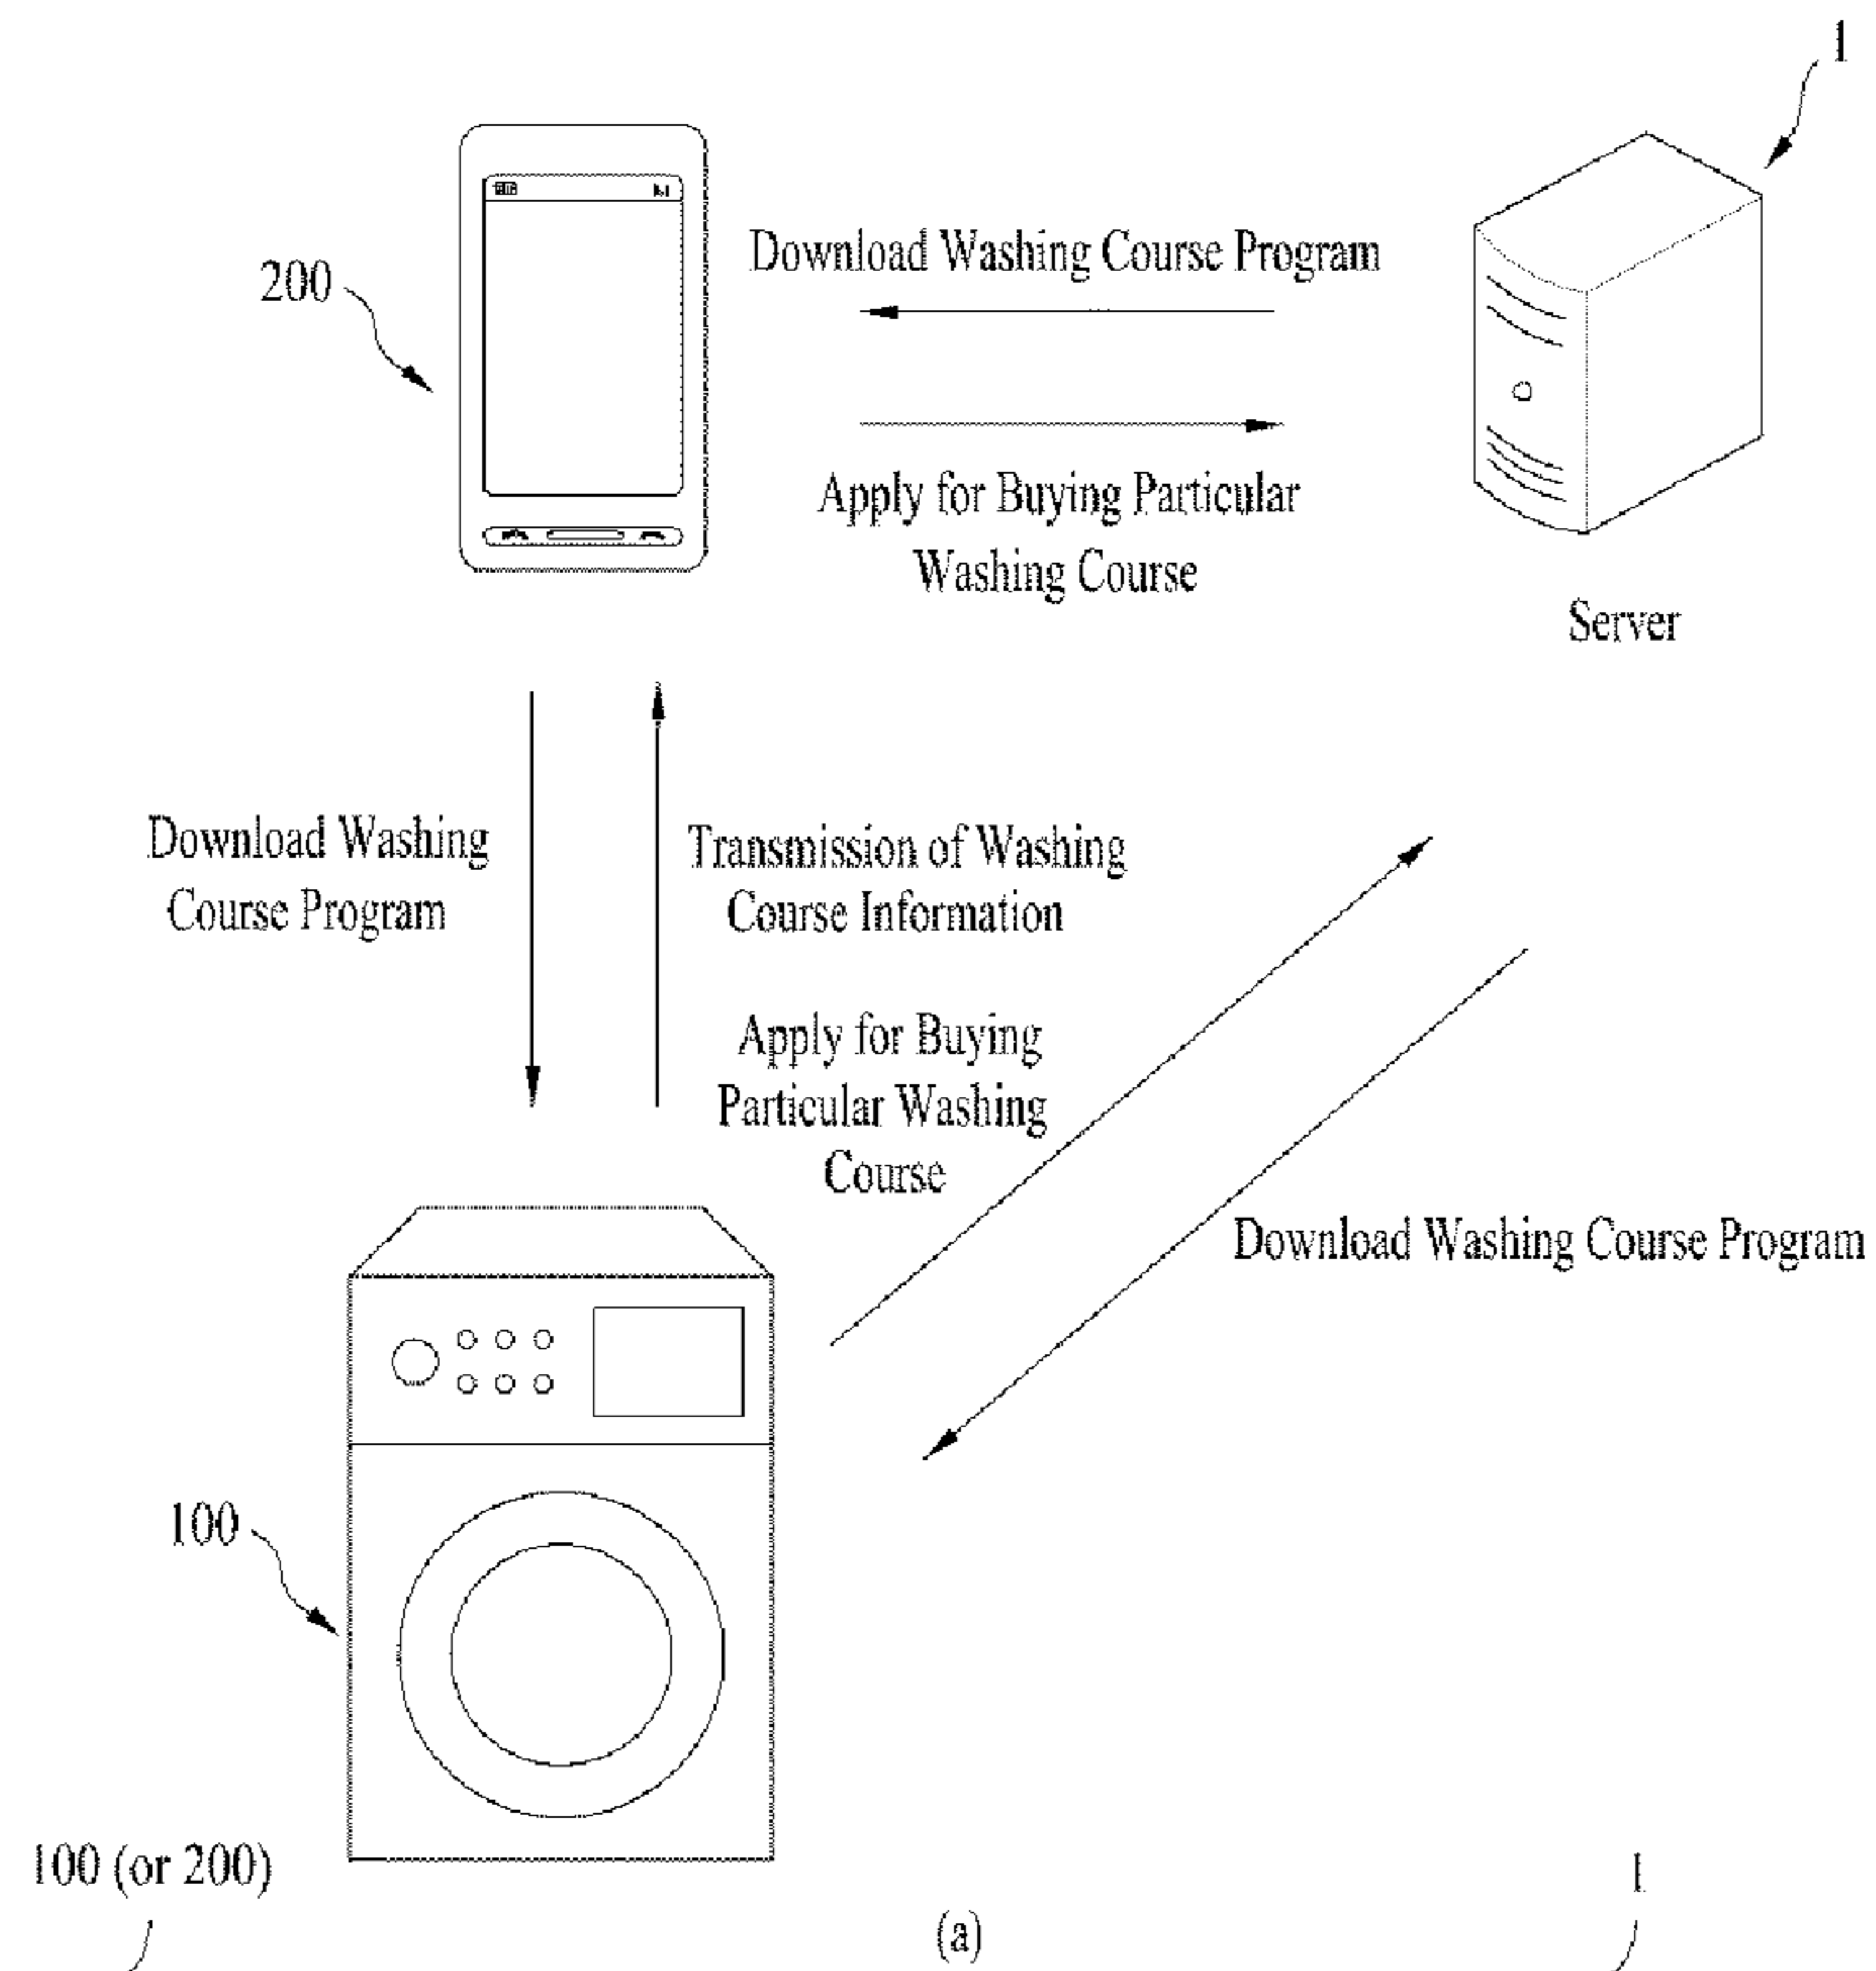 1
200
Download Washing Course Program
Apply for Buying Particular
Washing Course
Server
Download Washing
Course Program
Transmission of Washing
Course Information
Apply for Buying
Particular Washing
Course
Download Washing Course Program
100
100 (or 200)
1
(a)